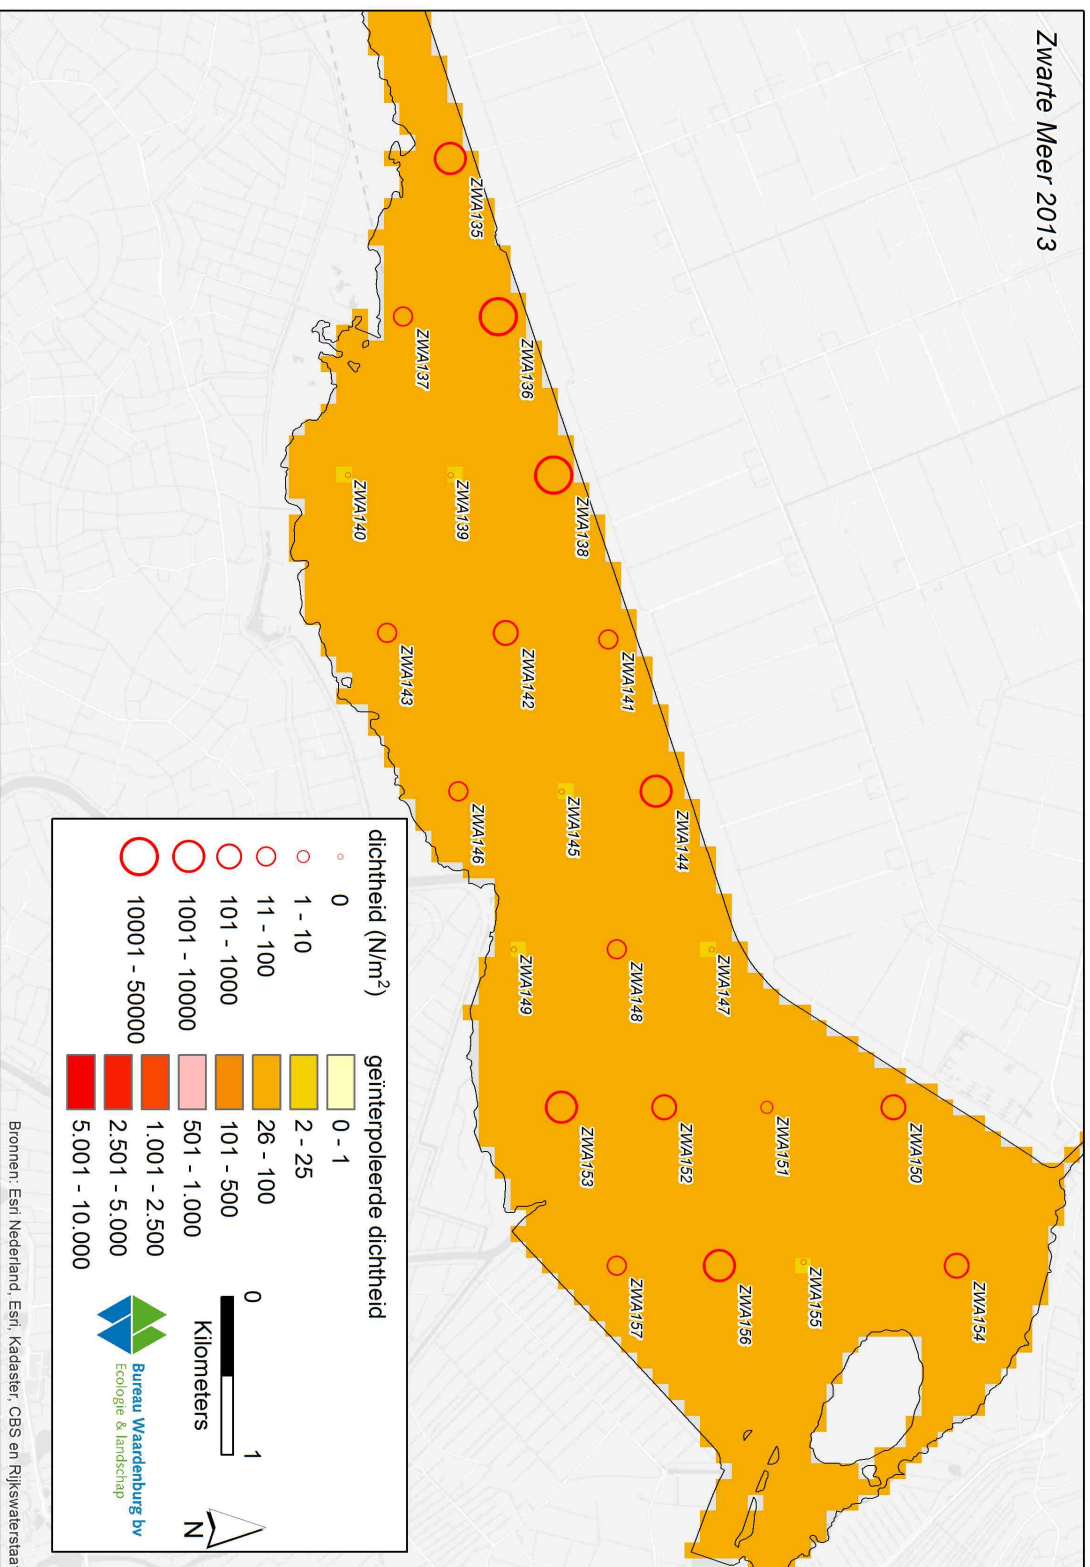 Zwarte Meer 2013
ZWA135
ZWA136
ZWA137
ZWA138
ZWA139
ZWA140
ZWA141
ZWA142
ZWA143
ZWA144
ZWA145
ZWA146
ZWA147
ZWA148
ZWA149
ZWA150
ZWA151
ZWA152
ZWA153
ZWA154
ZWA155
ZWA156
ZWA157
dichtheid (N/m²)
0
1 - 10
11 - 100
101 - 1000
1001 - 10000
10001 - 50000
geïnterpoleerde dichtheid
0 - 1
2 - 25
26 - 100
101 - 500
501 - 1.000
1.001 - 2.500
2.501 - 5.000
5.001 - 10.000
0 1
Kilometers
N
Bureau Waardenburg bv
Ecologie & landschap
Bronnen: Esri Nederland, Esri, Kadaster, CBS en Rijkswaterstaat